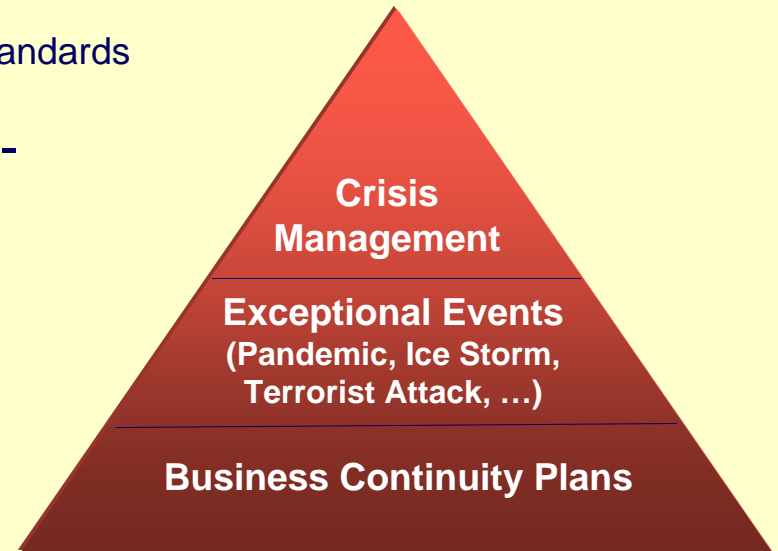 andards
-
Crisis
Management
Exceptional Events
(Pandemic, Ice Storm,
Terrorist Attack, …)
Business Continuity Plans